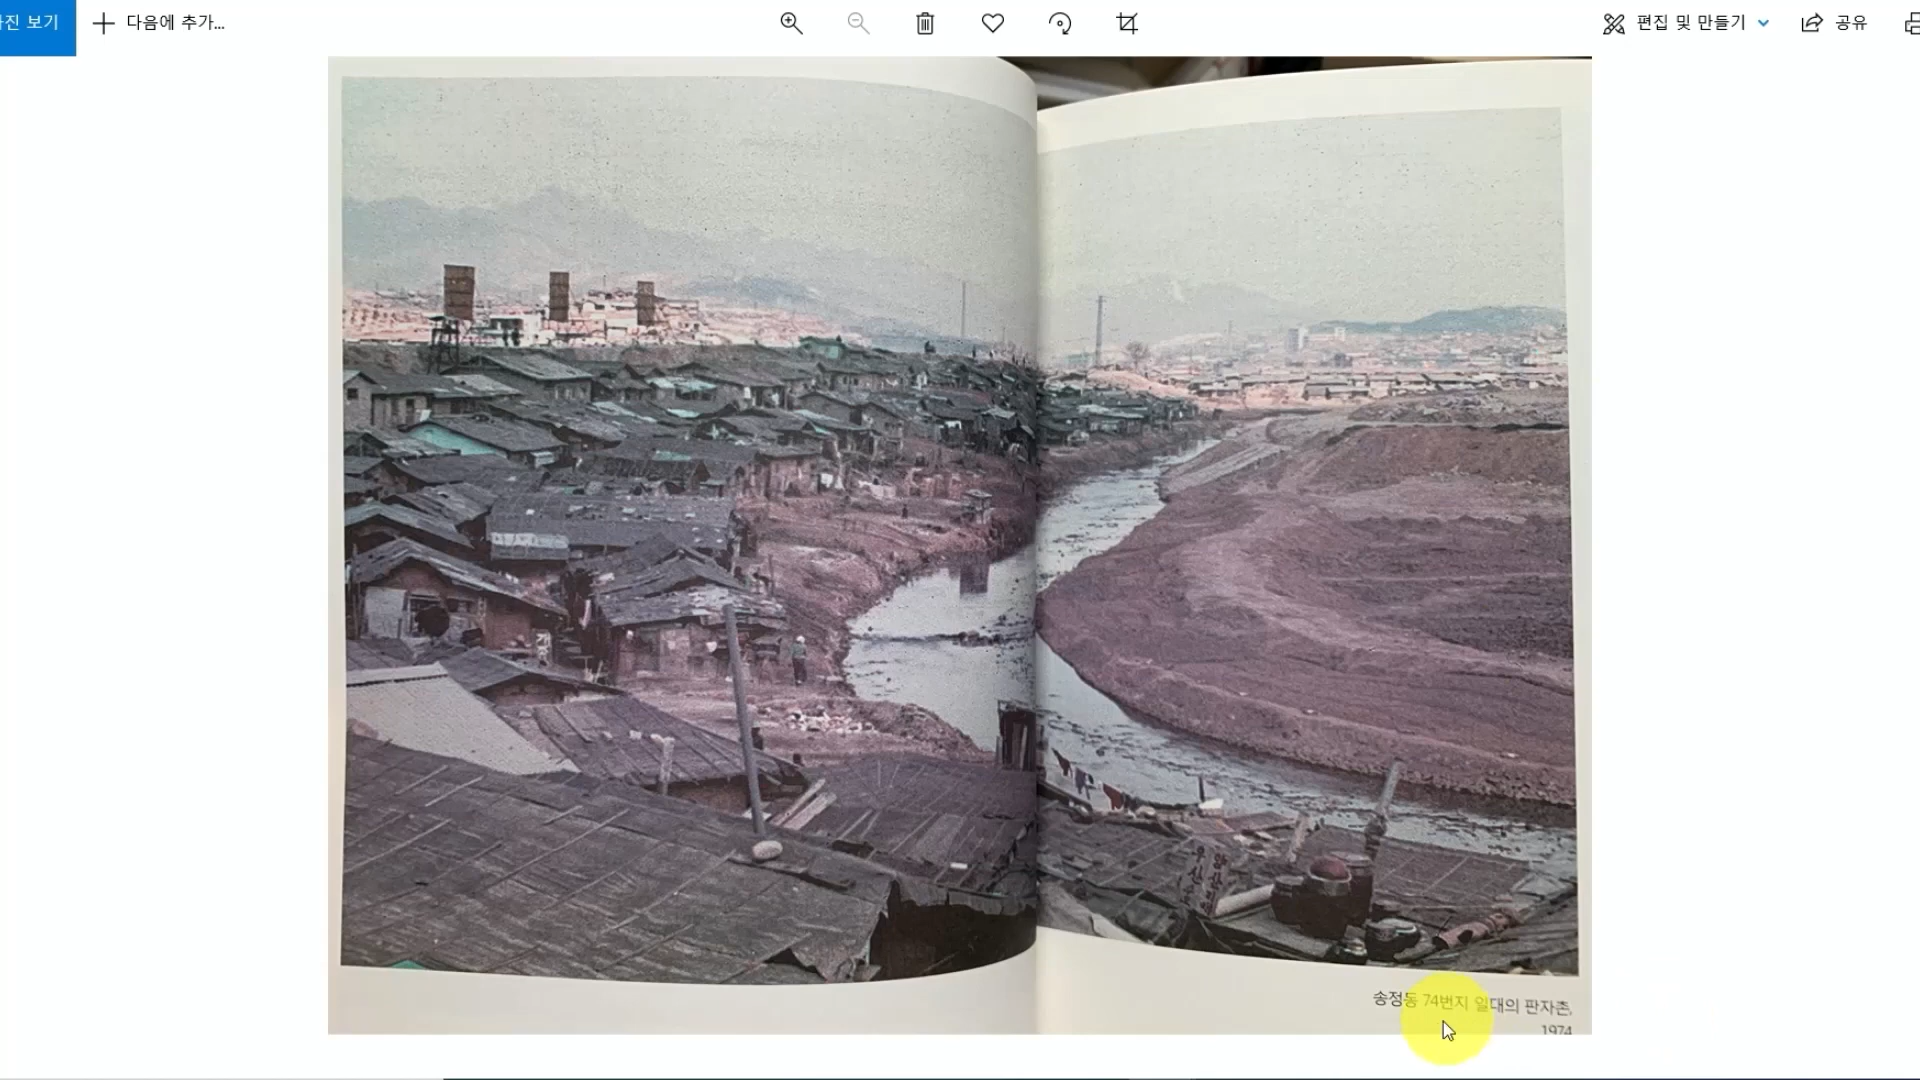 진 보기
다음에 추가...
편집 및 만들기
공유
송정동 74번지 일대의 판자촌,
1974